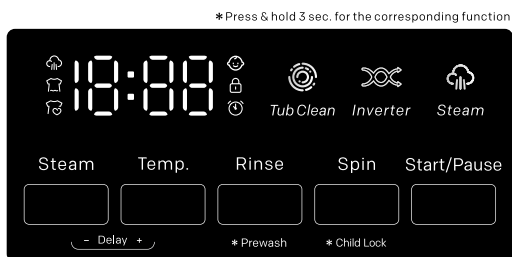 *Press & hold 3 sec. for the corresponding function
18:88
Tub Clean Inverter Steam
Steam Temp. Rinse Spin Start/Pause
- Delay + * Prewash * Child Lock